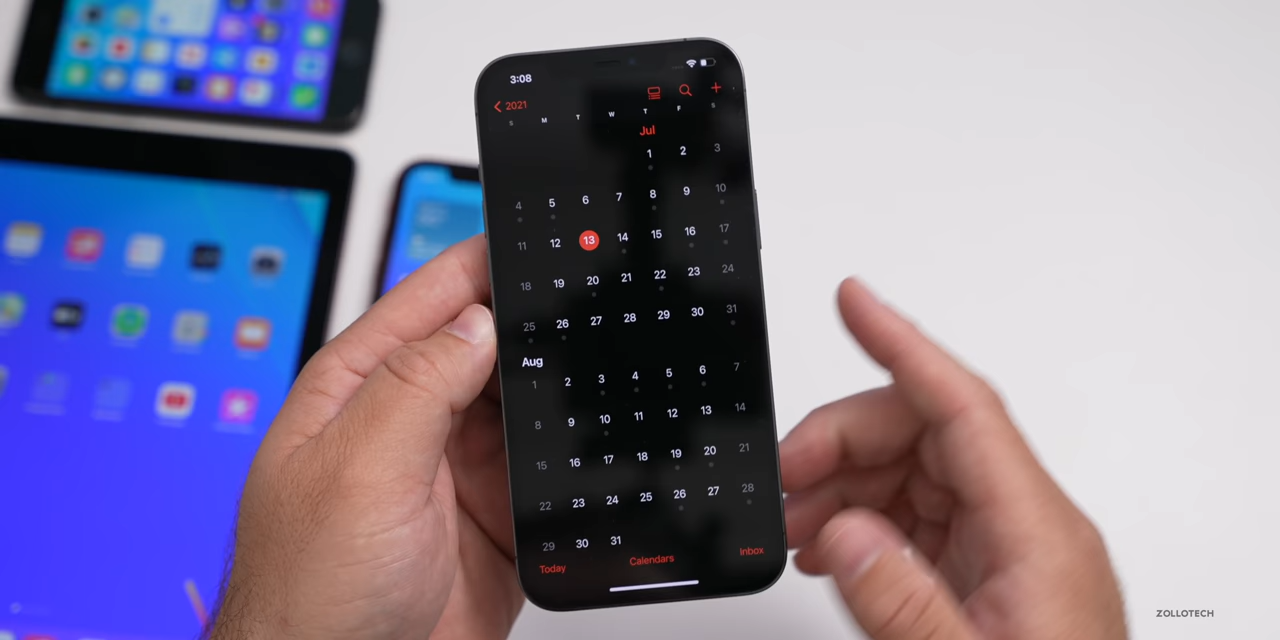 3:08
2021
S M T W T F S
Jul
1 2 3
4 5 6 7 8 9 10
11 12 13 14 15 16 17
18 19 20 21 22 23 24
25 26 27 28 29 30 31
Aug
1 2 3 4 5 6 7
8 9 10 11 12 13 14
15 16 17 18 19 20 21
22 23 24 25 26 27 28
29 30 31
Today Calendars Inbox
ZOLLOTECH